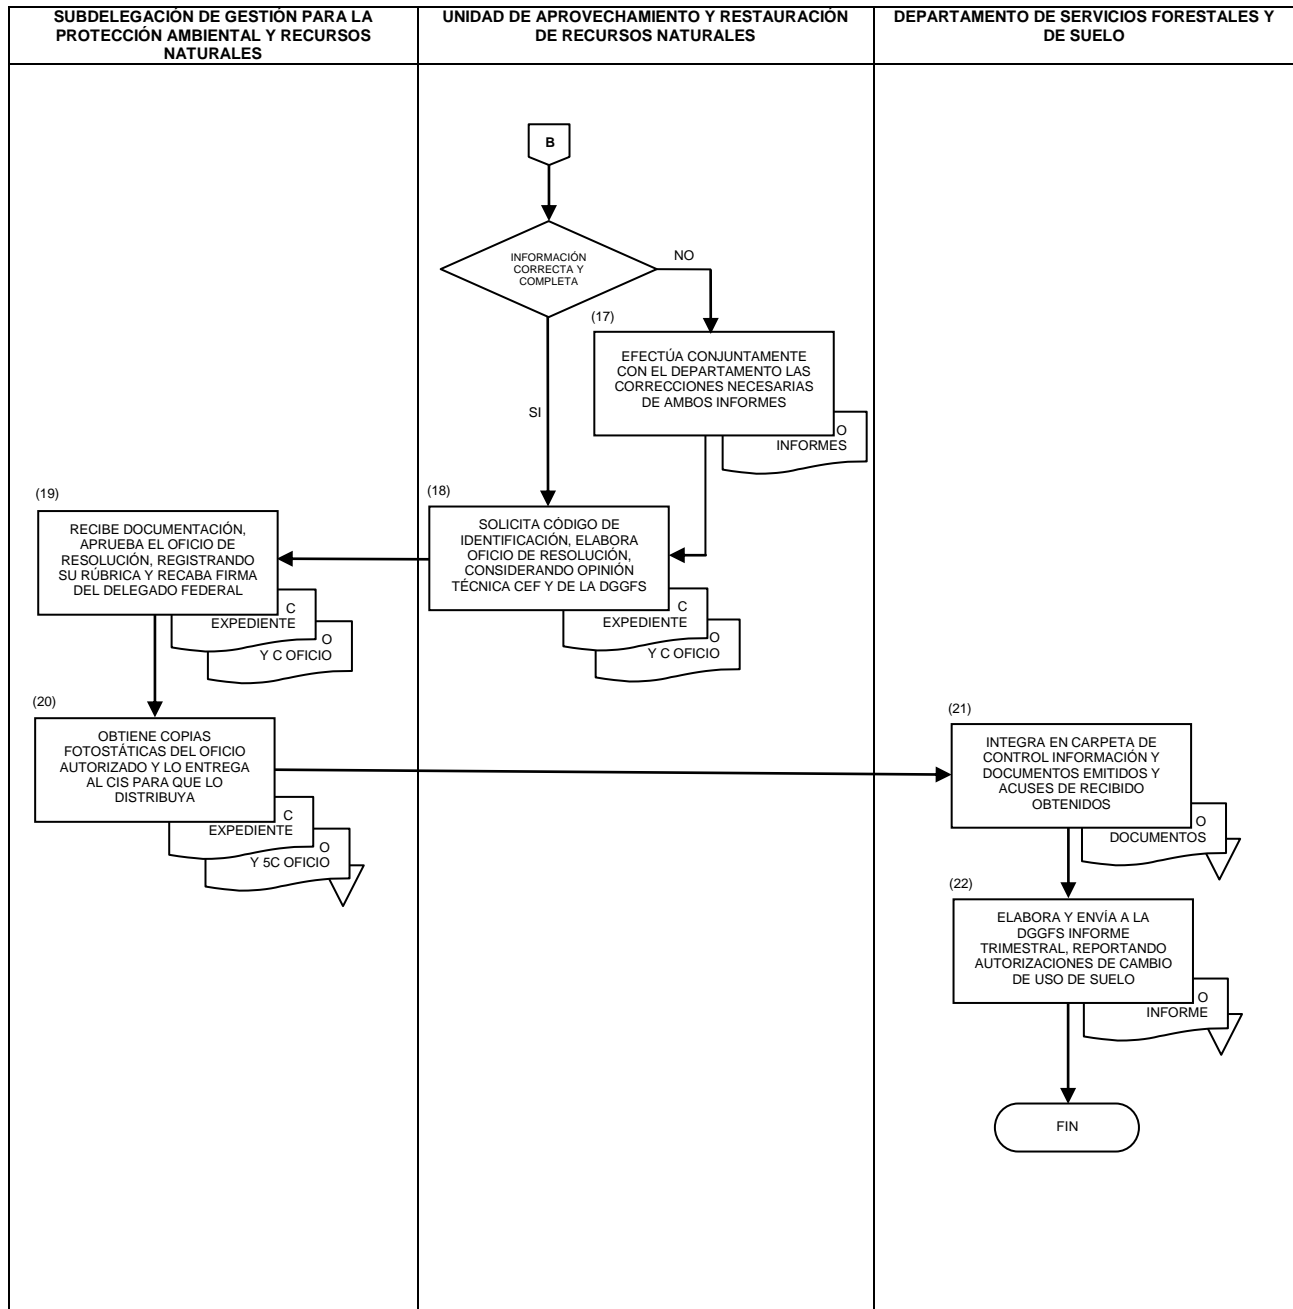 SUBDELEGACIÓN DE GESTIÓN PARA LA
PROTECCIÓN AMBIENTAL Y RECURSOS
NATURALES
UNIDAD DE APROVECHAMIENTO Y RESTAURACIÓN
DE RECURSOS NATURALES
DEPARTAMENTO DE SERVICIOS FORESTALES Y
DE SUELO
B
INFORMACIÓN
CORRECTA Y
COMPLETA
NO
SI
(17)
EFECTÚA CONJUNTAMENTE
CON EL DEPARTAMENTO LAS
CORRECCIONES NECESARIAS
DE AMBOS INFORMES
O
INFORMES
(18)
SOLICITA CÓDIGO DE
IDENTIFICACIÓN, ELABORA
OFICIO DE RESOLUCIÓN,
CONSIDERANDO OPINIÓN
TÉCNICA CEF Y DE LA DGGFS
C
EXPEDIENTE
O
Y C OFICIO
(19)
RECIBE DOCUMENTACIÓN,
APRUEBA EL OFICIO DE
RESOLUCIÓN, REGISTRANDO
SU RÚBRICA Y RECABA FIRMA
DEL DELEGADO FEDERAL
C
EXPEDIENTE
O
Y C OFICIO
(20)
OBTIENE COPIAS
FOTOSTÁTICAS DEL OFICIO
AUTORIZADO Y LO ENTREGA
AL CIS PARA QUE LO
DISTRIBUYA
C
EXPEDIENTE
O
Y 5C OFICIO
(21)
INTEGRA EN CARPETA DE
CONTROL INFORMACIÓN Y
DOCUMENTOS EMITIDOS Y
ACUSES DE RECIBIDO
OBTENIDOS
O
DOCUMENTOS
(22)
ELABORA Y ENVÍA A LA
DGGFS INFORME
TRIMESTRAL, REPORTANDO
AUTORIZACIONES DE CAMBIO
DE USO DE SUELO
O
INFORME
FIN